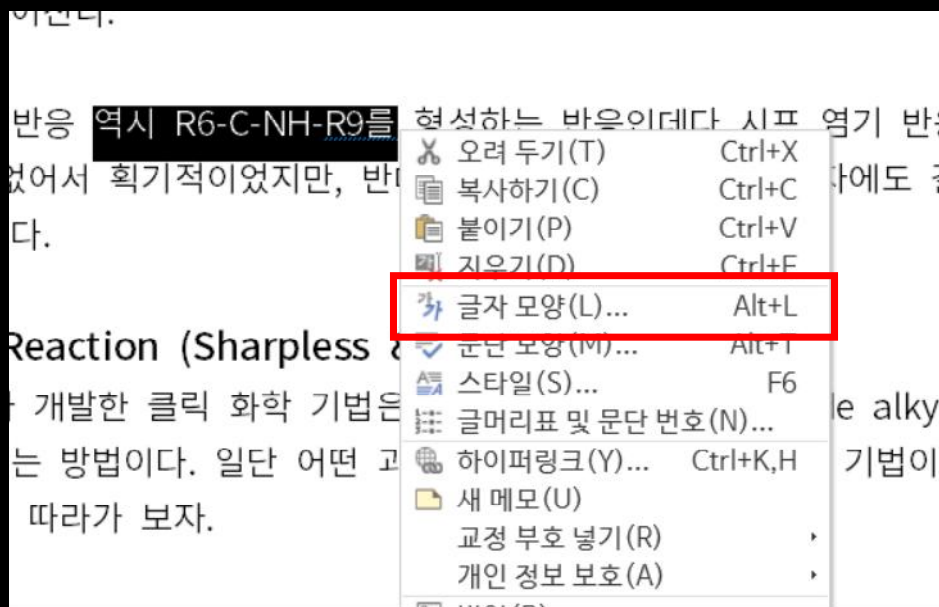 어진다.
반응 역시 R6-C-NH-R9를 형성하는 반응인데다 시프 염기 반
없어서 획기적이었지만, 반 자에도
다.
Reaction (Sharpless &
개발한 클릭 화학 기법은 alky
는 방법이다. 일단 어떤 기법이
따라가 보자.
오려 두기(T) Ctrl+X
복사하기(C) Ctrl+C
붙이기(P) Ctrl+V
지우기(D) Ctrl+E
글자 모양(L)... Alt+L
문단 모양(M)... Alt+T
스타일(S)... F6
글머리표 및 문단 번호(N)...
하이퍼링크(Y)... Ctrl+K,H
새 메모(U)
교정 부호 넣기(R)
개인 정보 보호(A)